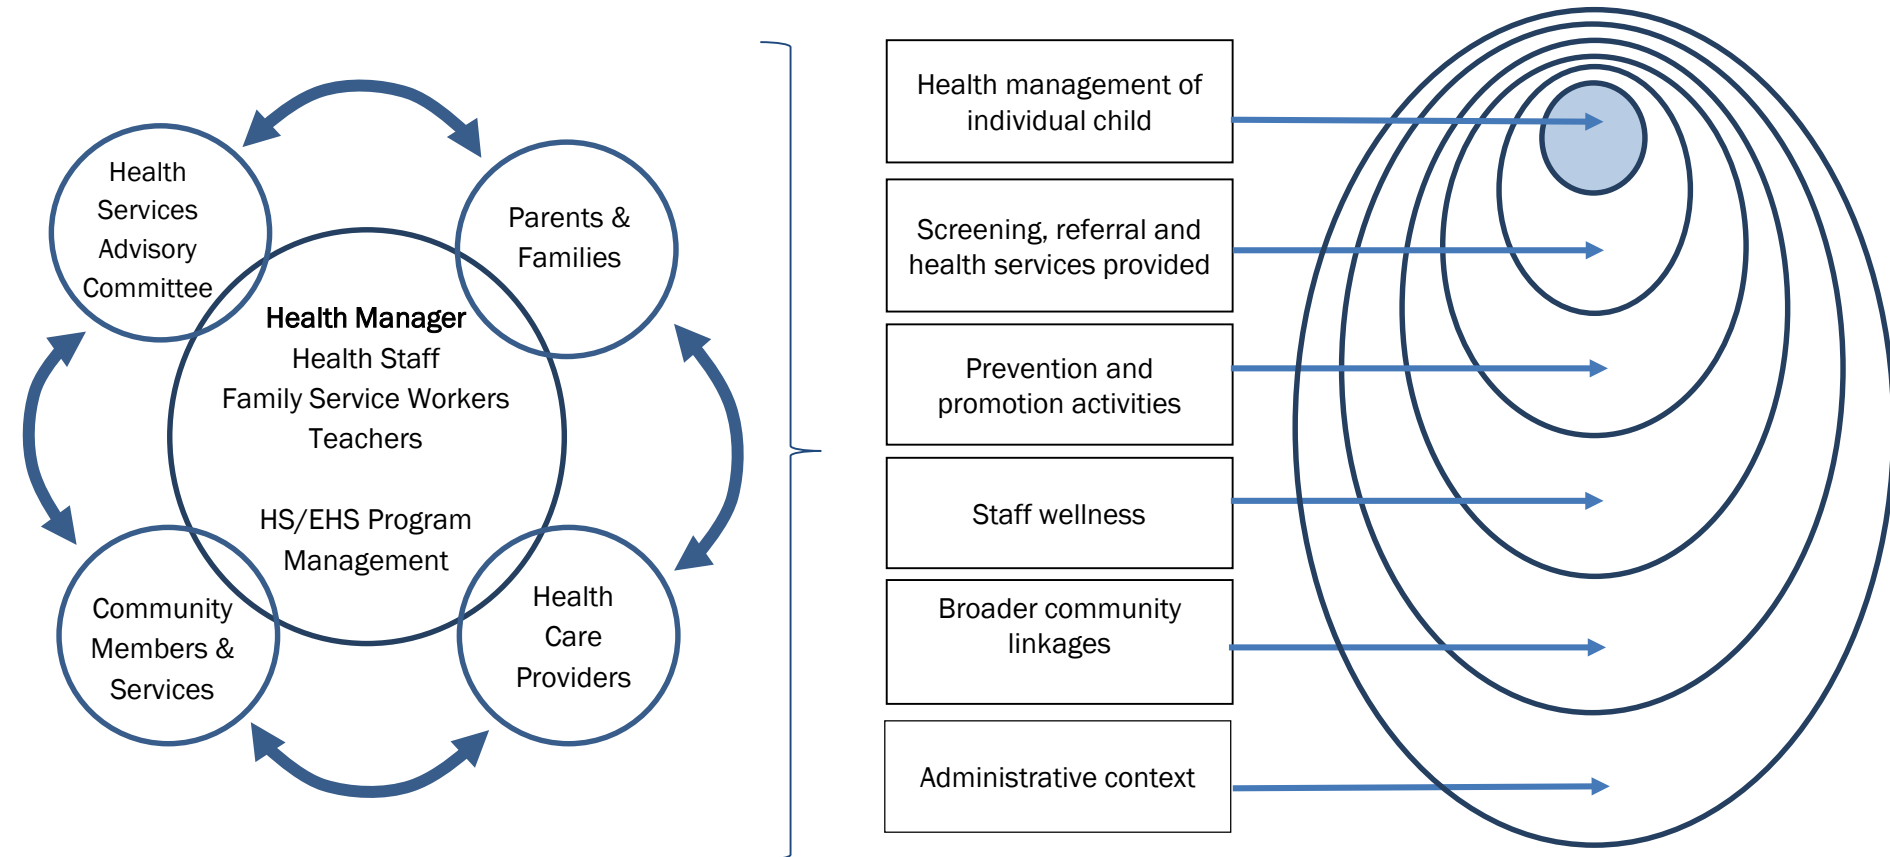 Health
Services
Advisory
Committee
Parents &
Families
Health Manager
Health Staff
Family Service Workers
Teachers
HS/EHS Program
Management
Community
Members &
Services
Health
Care
Providers
Health management of
individual child
Screening, referral and
health services provided
Prevention and
promotion activities
Staff wellness
Broader community
linkages
Administrative context